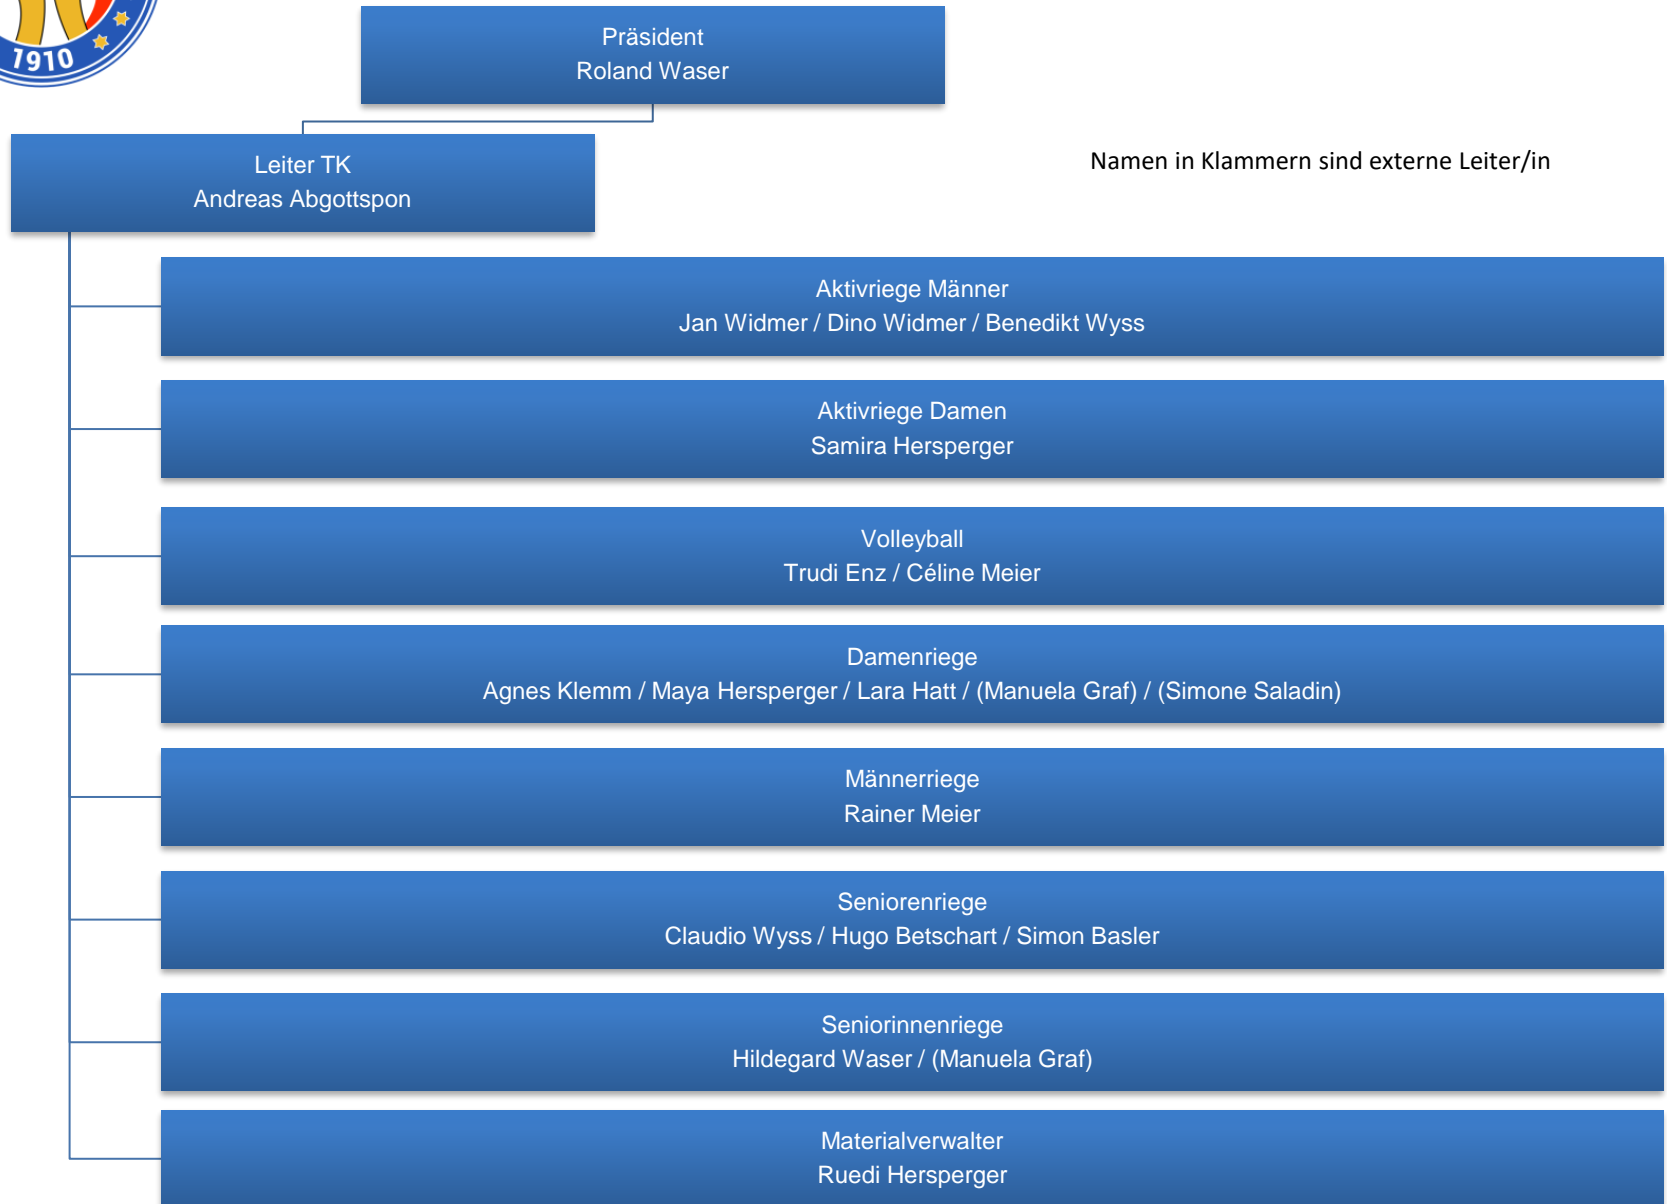 1910
Präsident
Roland Waser
Leiter TK
Andreas Abgottspon
Namen in Klammern sind externe Leiter/in
Aktivriege Männer
Jan Widmer / Dino Widmer / Benedikt Wyss
Aktivriege Damen
Samira Hersperger
Volleyball
Trudi Enz / Céline Meier
Damenriege
Agnes Klemm / Maya Hersperger / Lara Hatt / (Manuela Graf) / (Simone Saladin)
Männerriege
Rainer Meier
Seniorenriege
Claudio Wyss / Hugo Betschart / Simon Basler
Seniorinnenriege
Hildegard Waser / (Manuela Graf)
Materialverwalter
Ruedi Hersperger